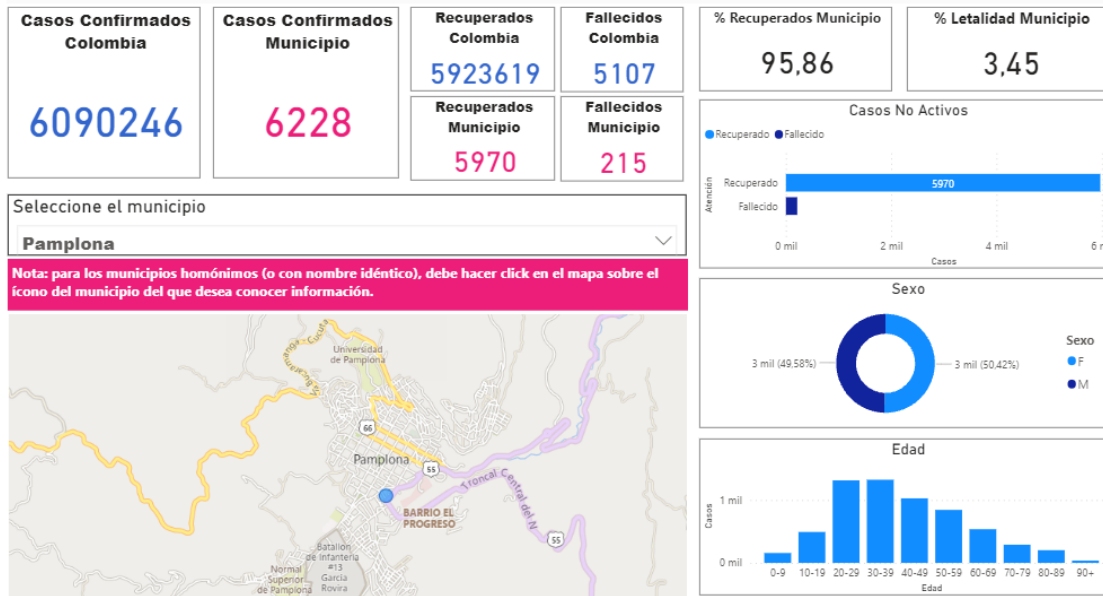 Casos Confirmados
Colombia
6090246
Casos Confirmados
Municipio
6228
Recuperados
Colombia
5923619
Fallecidos
Colombia
5107
Recuperados
Municipio
5970
Fallecidos
Municipio
215
% Recuperados Municipio
95,86
% Letalidad Municipio
3,45
Seleccione el municipio
Pamplona
Nota: para los municipios homónimos (o con nombre idéntico), debe hacer click en el mapa sobre el
ícono del municipio del que desea conocer información.
Universidad
de Pamplona
Vía Bucaramanga - Cúcuta
66
Pamplona
55
Troncal Central del N
BARRIO EL
PROGRESO
55
Batallón
de Infantería
#13
García
Rovira
Normal
Superior
de Pamplona
Casos No Activos
Recuperado
Fallecido
Atención
Recuperado
5970
Fallecido
0 mil
2 mil
4 mil
6 m
Casos
Sexo
3 mil (49,58%)
3 mil (50,42%)
Sexo
F
M
Edad
Casos
1 mil
0 mil
0-9
10-19
20-29
30-39
40-49
50-59
60-69
70-79
80-89
90+
Edad